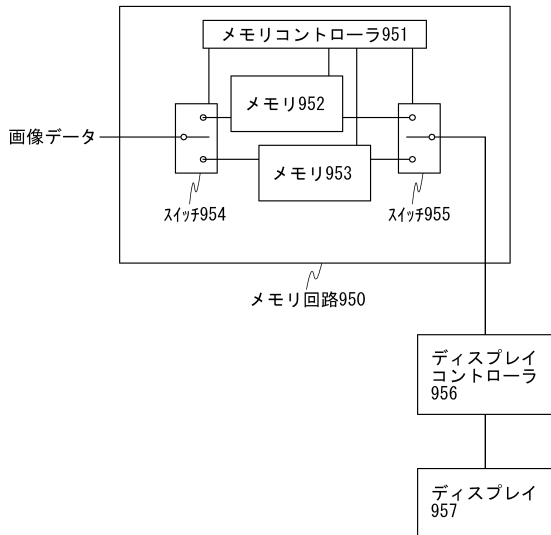 メモリコントローラ951
メモリ952
画像データ
メモリ953
スイッチ954
スイッチ955
メモリ回路950
ディスプレイ
コントローラ
956
ディスプレイ
957